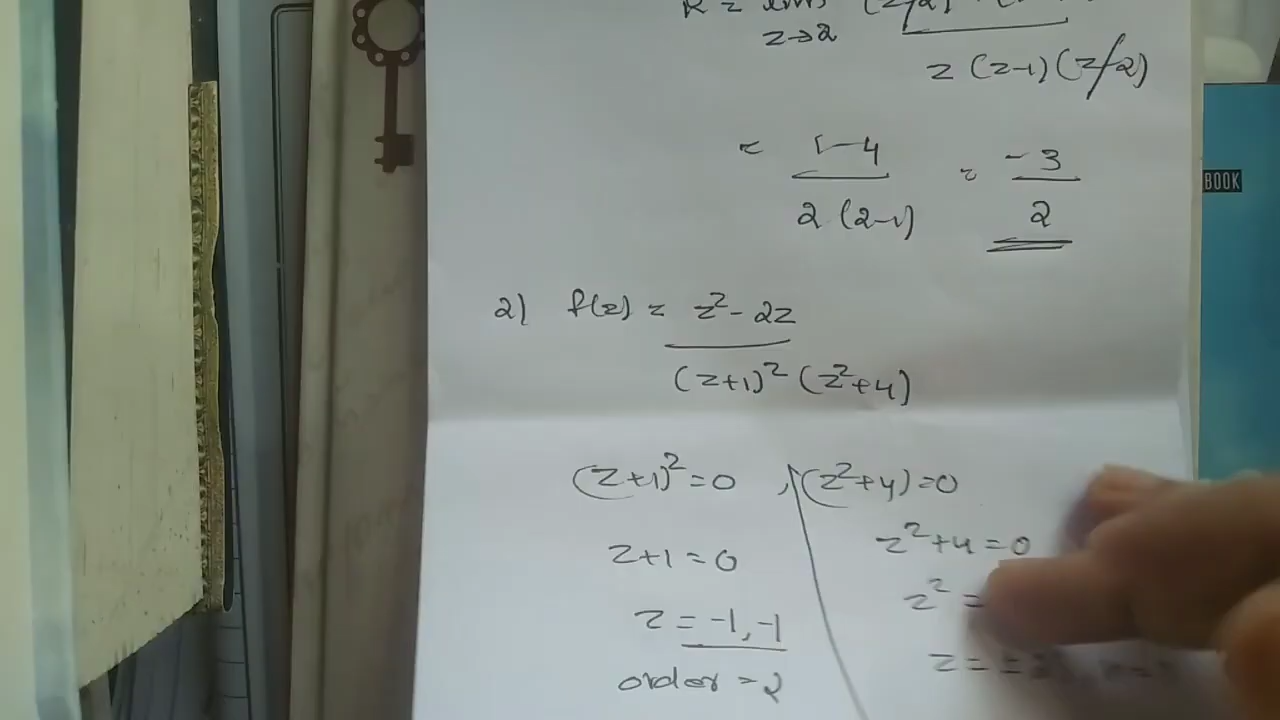 z→2
z (z-1) (z-2)
= 1-4 / 2 (2-1) = -3 / 2
BOOK
2) f(z) = z² - 2z
(z+1)² (z²+4)
(z+1)² = 0 , (z²+4) = 0
z+1 = 0 z²+4 = 0
z = -1, -1 z² =
order = 2 z = ±